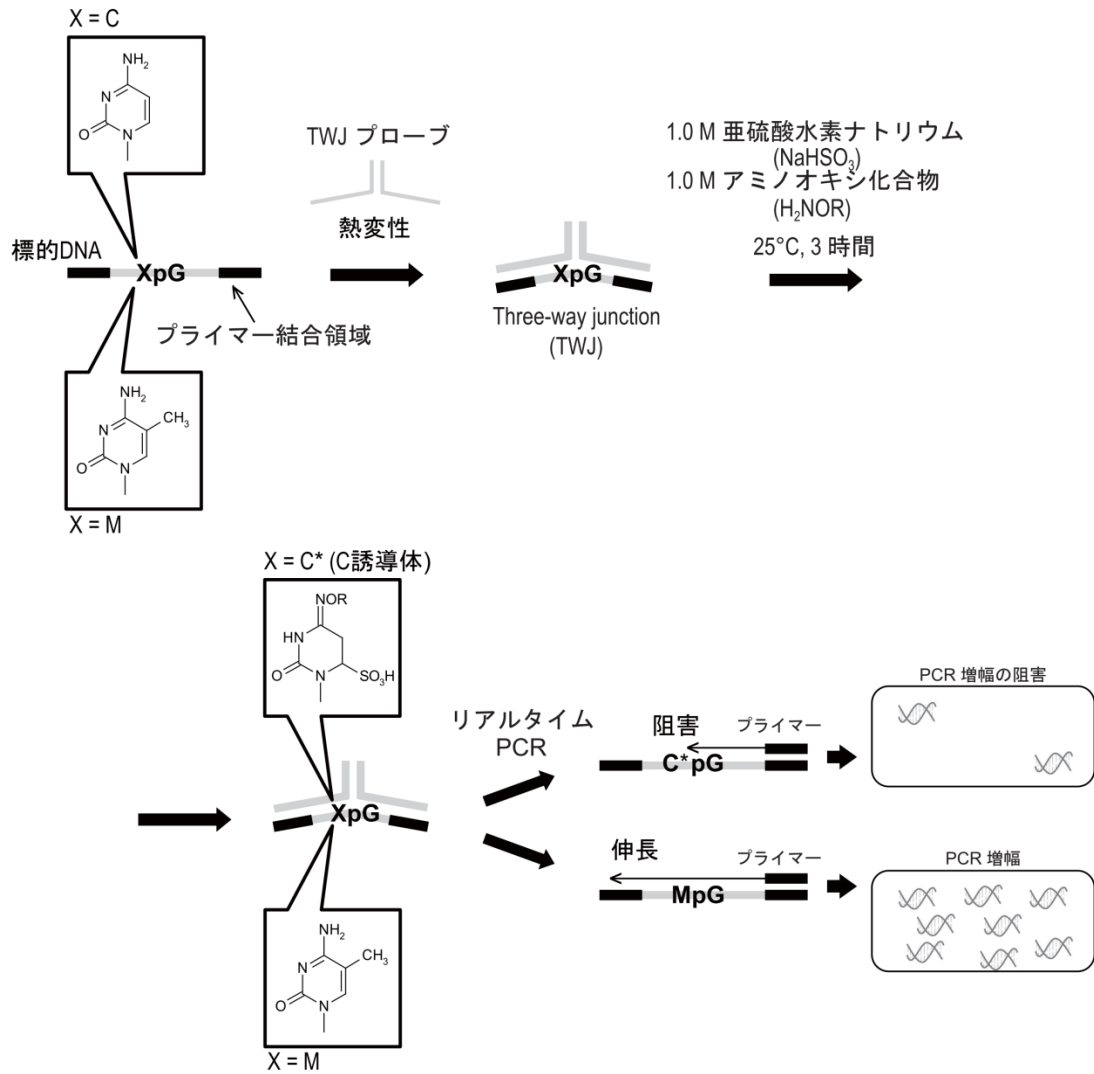 X = C
NH₂
N
O
N
標的DNA
XpG
プライマー結合領域
NH₂
CH₃
N
O
N
X = M
TWJ プローブ
熱変性
XpG
Three-way junction
(TWJ)
1.0 M 亜硫酸水素ナトリウム
(NaHSO₃)
1.0 M アミノオキシ化合物
(H₂NOR)
25°C, 3 時間
X = C* (C誘導体)
NOR
HN
O
N
SO₃H
XpG
NH₂
CH₃
N
O
N
X = M
リアルタイム
PCR
阻害
プライマー
C*pG
PCR 増幅の阻害
伸長
プライマー
MpG
PCR 増幅